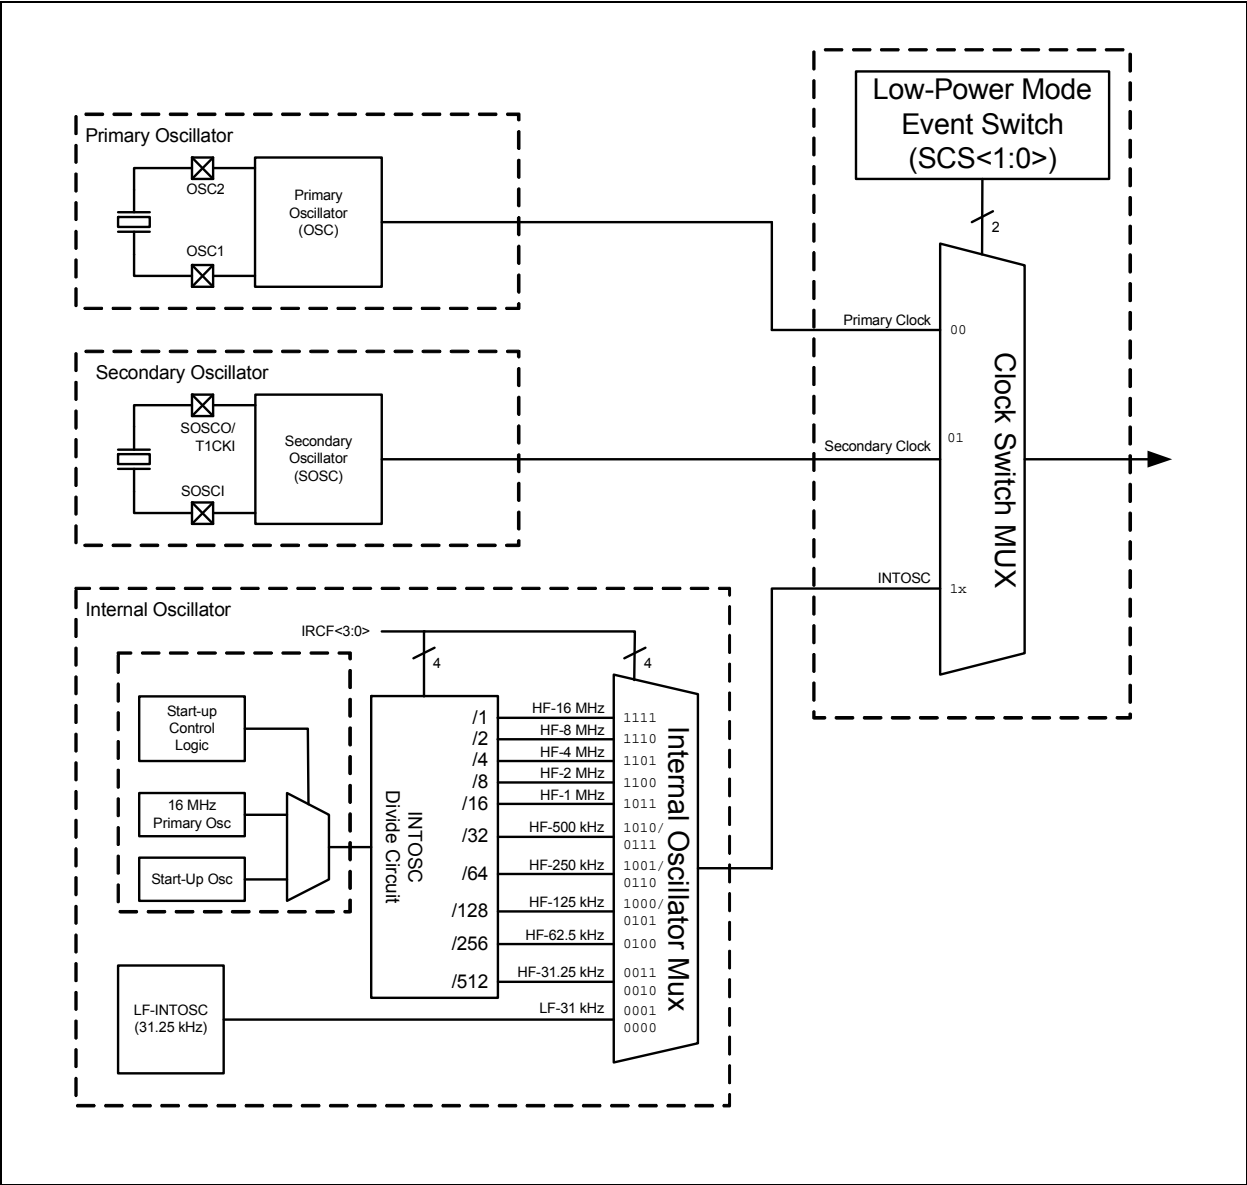 Low-Power Mode
Event Switch
(SCS<1:0>)
2
Primary Oscillator
OSC2
OSC1
Primary
Oscillator
(OSC)
Primary Clock
00
Secondary Oscillator
SOSCO/
T1CKI
SOSCI
Secondary
Oscillator
(SOSC)
Secondary Clock
01
INTOSC
1x
Clock Switch MUX
Internal Oscillator
IRCF<3:0>
4
4
Start-up
Control
Logic
16 MHz
Primary Osc
Start-Up Osc
LF-INTOSC
(31.25 kHz)
INTOSC
Divide Circuit
/1
/2
/4
/8
/16
/32
/64
/128
/256
/512
HF-16 MHz
HF-8 MHz
HF-4 MHz
HF-2 MHz
HF-1 MHz
HF-500 kHz
HF-250 kHz
HF-125 kHz
HF-62.5 kHz
HF-31.25 kHz
LF-31 kHz
1111
1110
1101
1100
1011
1010/
0111
1001/
0110
1000/
0101
0100
0011
0010
0001
0000
Internal Oscillator Mux